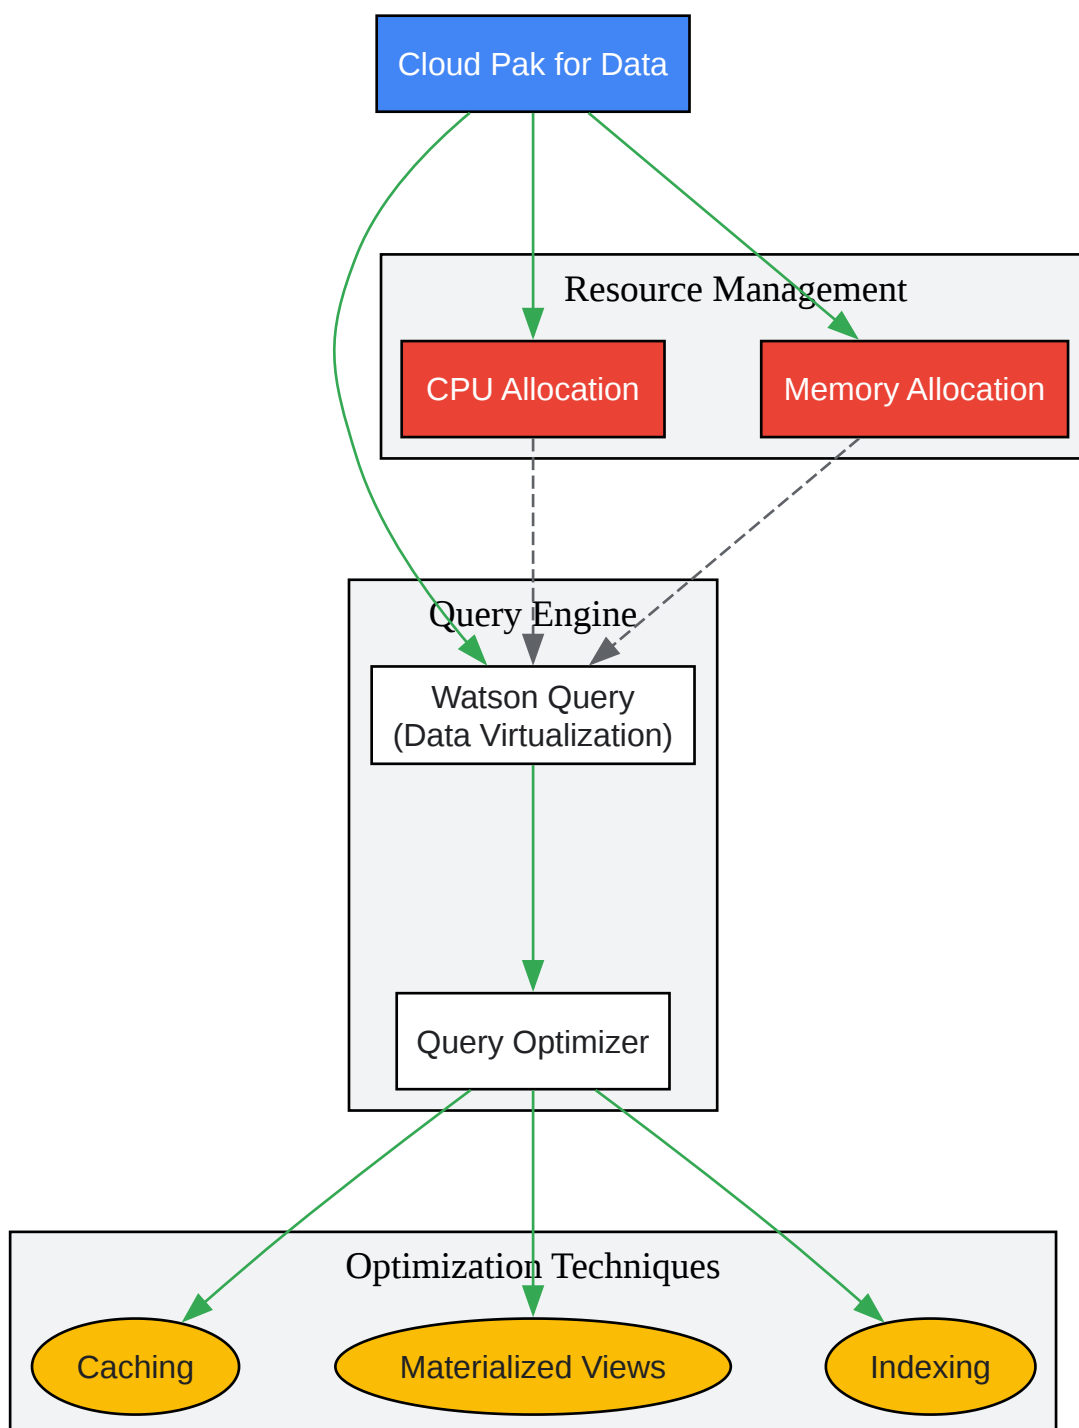 Cloud Pak for Data
Resource Management
CPU Allocation
Memory Allocation
Query Engine
Watson Query
(Data Virtualization)
Query Optimizer
Optimization Techniques
Caching
Materialized Views
Indexing